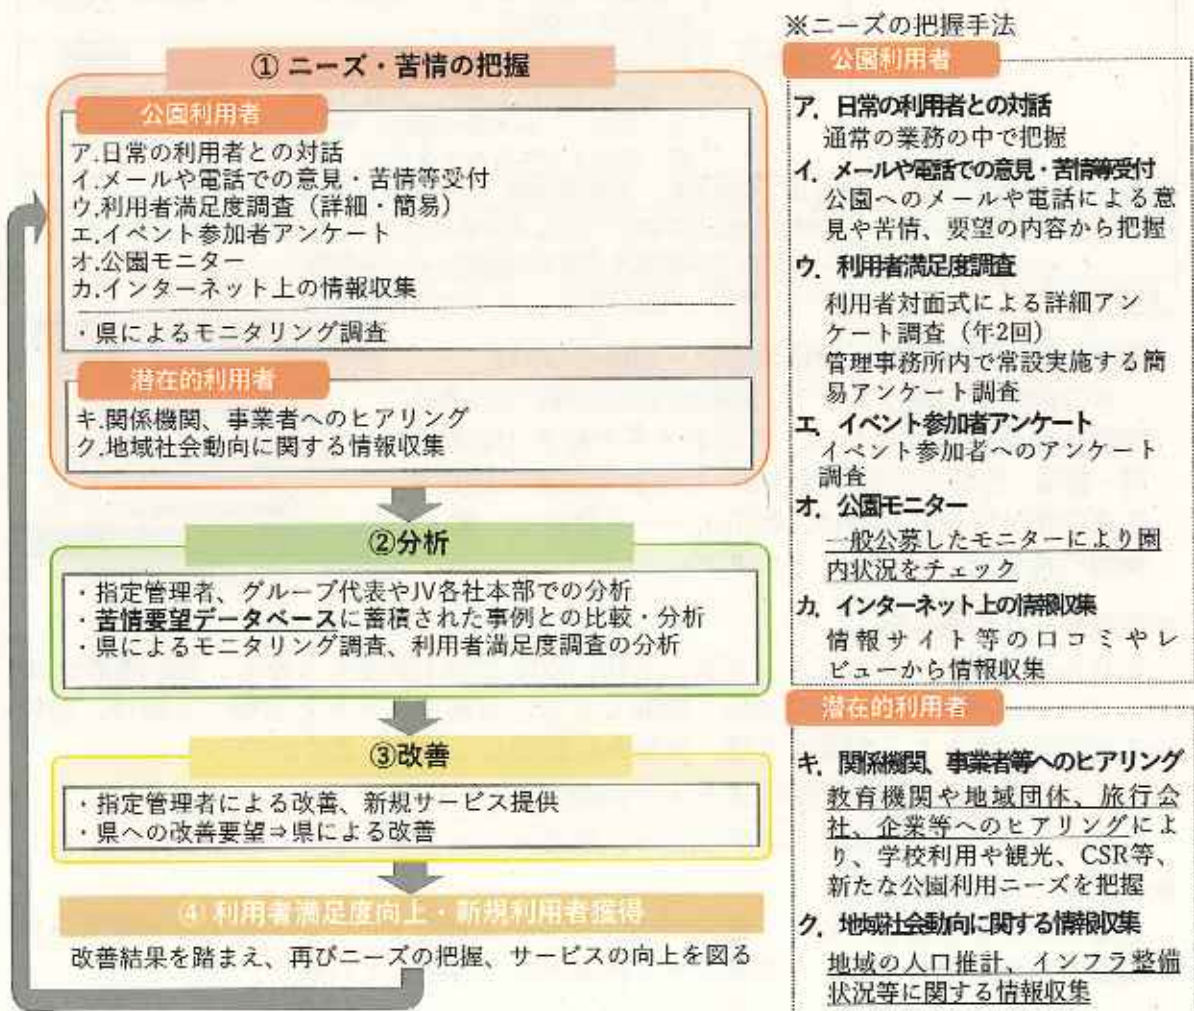 ① ニーズ・苦情の把握
公園利用者
ア.日常の利用者との対話
イ.メールや電話での意見・苦情等受付
ウ.利用者満足度調査（詳細・簡易）
エ.イベント参加者アンケート
オ.公園モニター
カ.インターネット上の情報収集
・県によるモニタリング調査
潜在的利用者
キ.関係機関、事業者へのヒアリング
ク.地域社会動向に関する情報収集
②分析
・指定管理者、グループ代表やJV各社本部での分析
・苦情要望データベースに蓄積された事例との比較・分析
・県によるモニタリング調査、利用者満足度調査の分析
③改善
・指定管理者による改善、新規サービス提供
・県への改善要望⇒県による改善
④ 利用者満足度向上・新規利用者獲得
改善結果を踏まえ、再びニーズの把握、サービスの向上を図る
※ニーズの把握手法
公園利用者
ア．日常の利用者との対話
通常の業務の中で把握
イ．メールや電話での意見・苦情等受付
公園へのメールや電話による意
見や苦情、要望の内容から把握
ウ．利用者満足度調査
利用者対面式による詳細アン
ケート調査（年2回）
管理事務所内で常設実施する簡
易アンケート調査
エ．イベント参加者アンケート
イベント参加者へのアンケート
調査
オ．公園モニター
一般公募したモニターにより園
内状況をチェック
カ．インターネット上の情報収集
情報サイト等の口コミやレ
ビューから情報収集
潜在的利用者
キ．関係機関、事業者等へのヒアリング
教育機関や地域団体、旅行会
社、企業等へのヒアリングによ
り、学校利用や観光、CSR等、
新たな公園利用ニーズを把握
ク．地域社会動向に関する情報収集
地域の人口推計、インフラ整備
状況等に関する情報収集